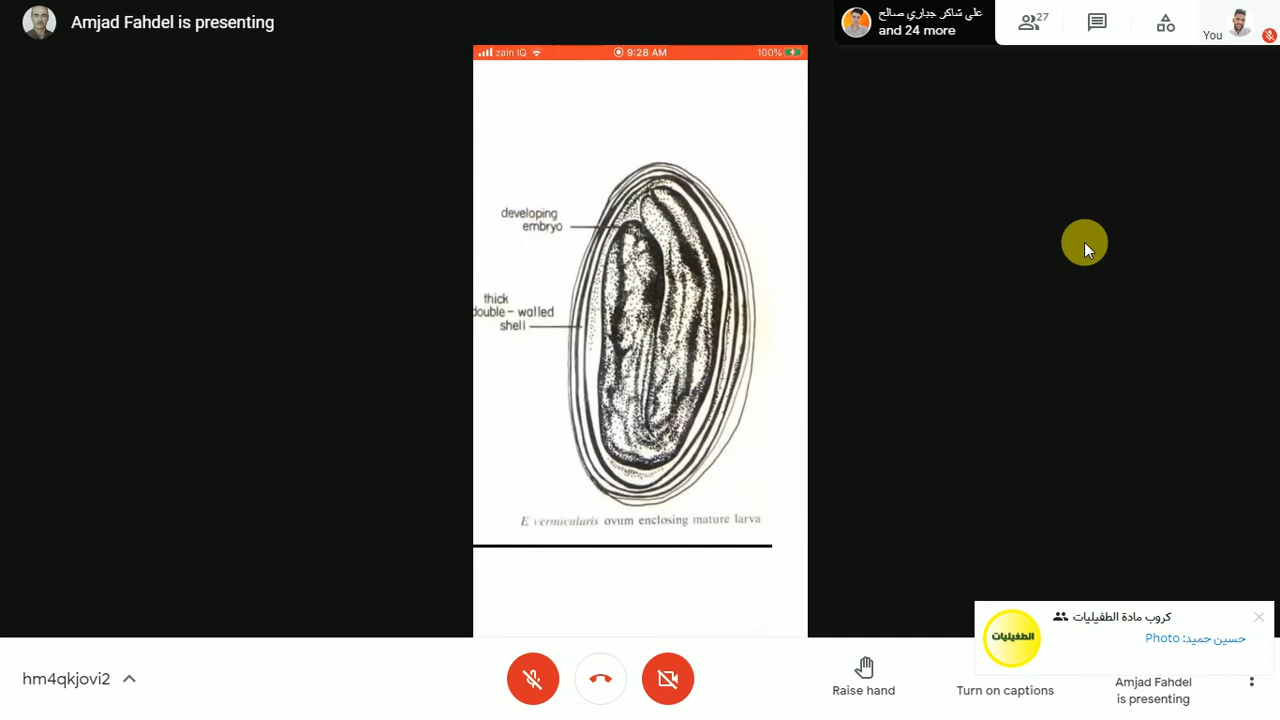 Amjad Fahdel is presenting
علي شاكر جباري صالح
and 24 more
27
You
zain IQ
9:28 AM
100%
developing
embryo
thick
double - walled
shell
E vermicularis ovum enclosing mature larva
كروب مادة الطفيليات
حسين حميد: Photo
الطفيليات
hm4qkjovi2
Raise hand
Turn on captions
Amjad Fahdel
is presenting